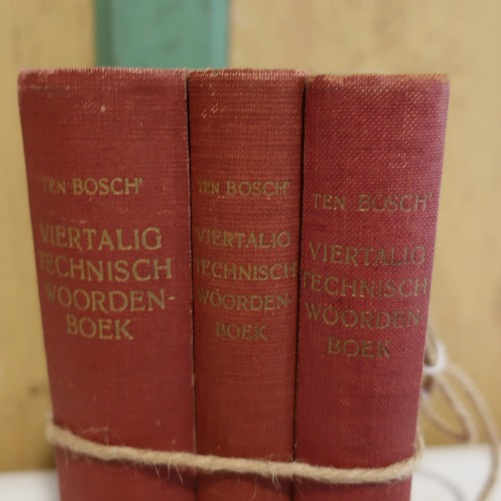 TEN BOSCH'
VIERTALIG
TECHNISCH
WOORDEN-
BOEK
TEN BOSCH'
VIERTALIG
TECHNISCH
WOORDEN-
BOEK
TEN BOSCH'
VIERTALIG
TECHNISCH
WOORDEN-
BOEK